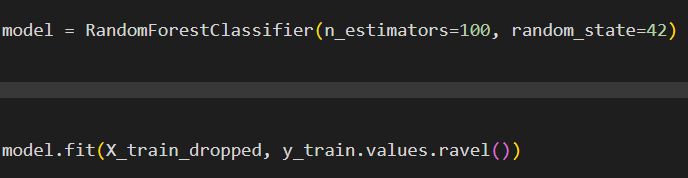 model = RandomForestClassifier(n_estimators=100, random_state=42)
model.fit(X_train_dropped, y_train.values.ravel())